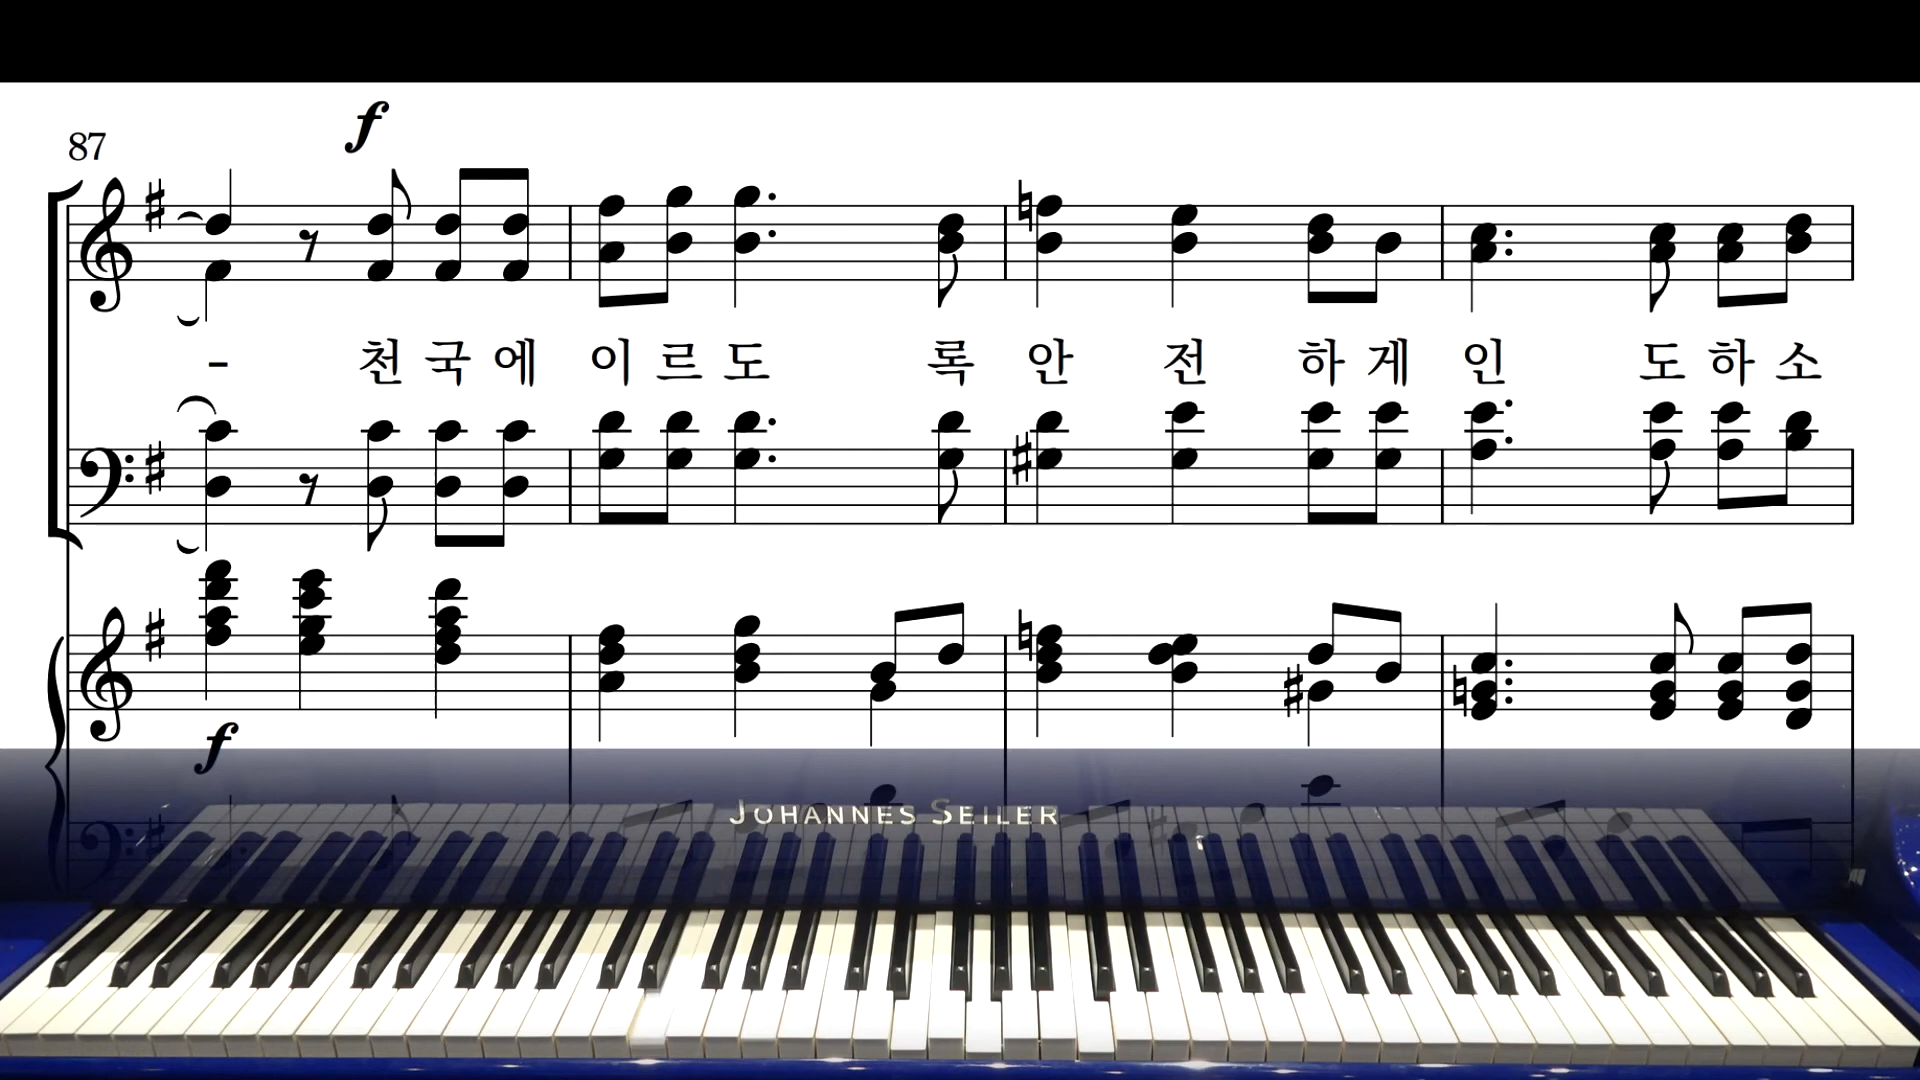 f
87
- 천 국 에 이 르 도 록 안 전 하 게 인 도 하 소
f
JOHANNES SEILER